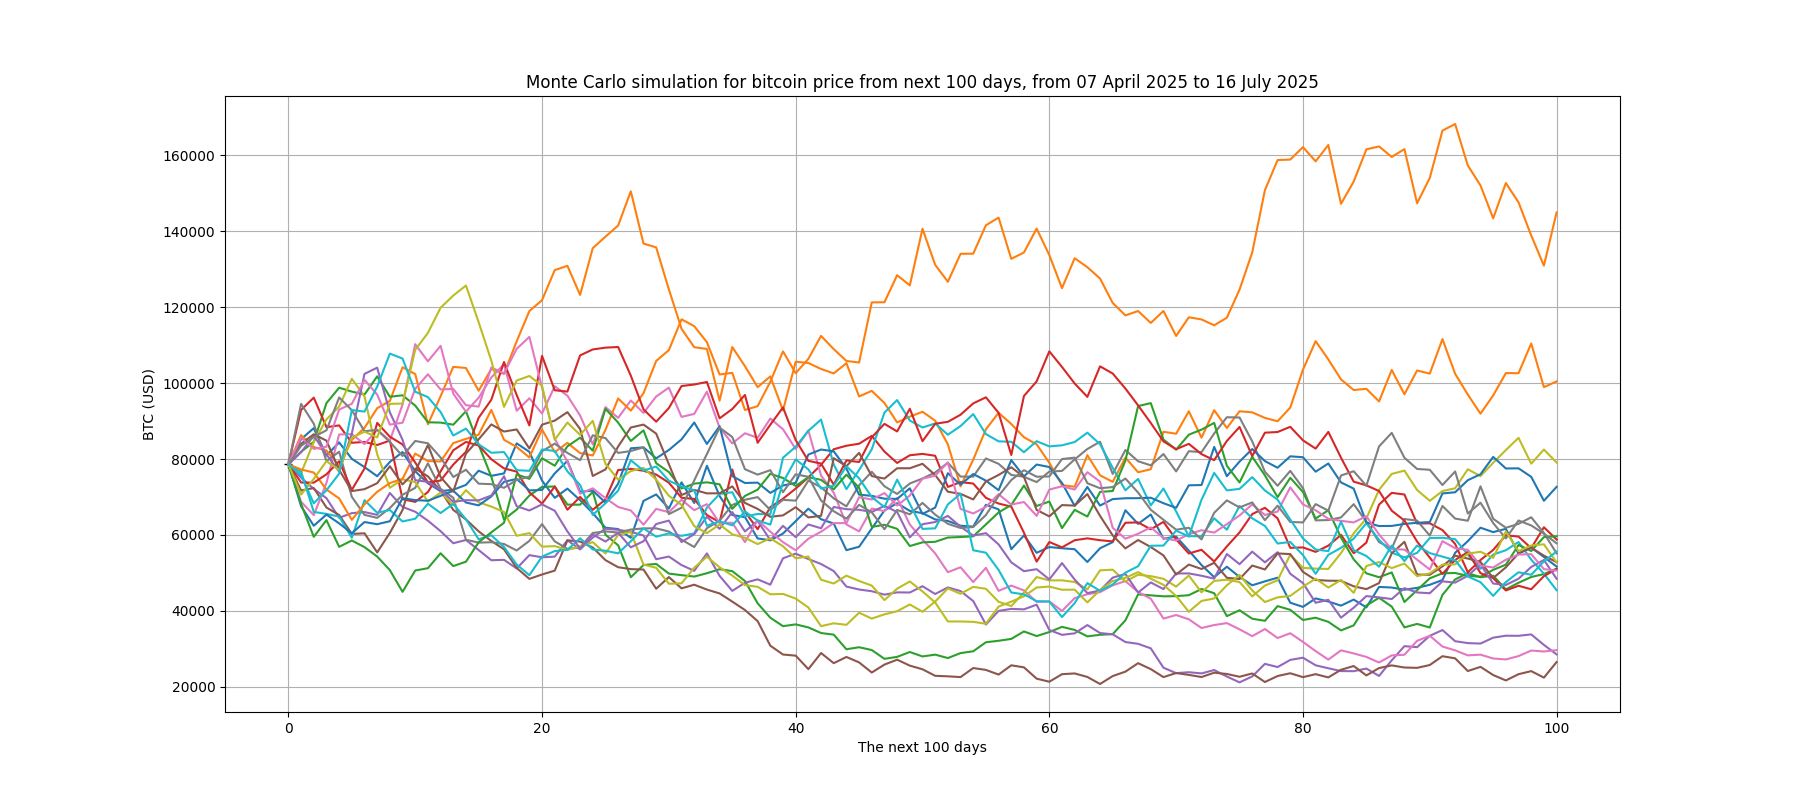 Monte Carlo simulation for bitcoin price from next 100 days, from 07 April 2025 to 16 July 2025
BTC (USD)
160000
140000
120000
100000
80000
60000
40000
20000
0 20 40 60 80 100
The next 100 days